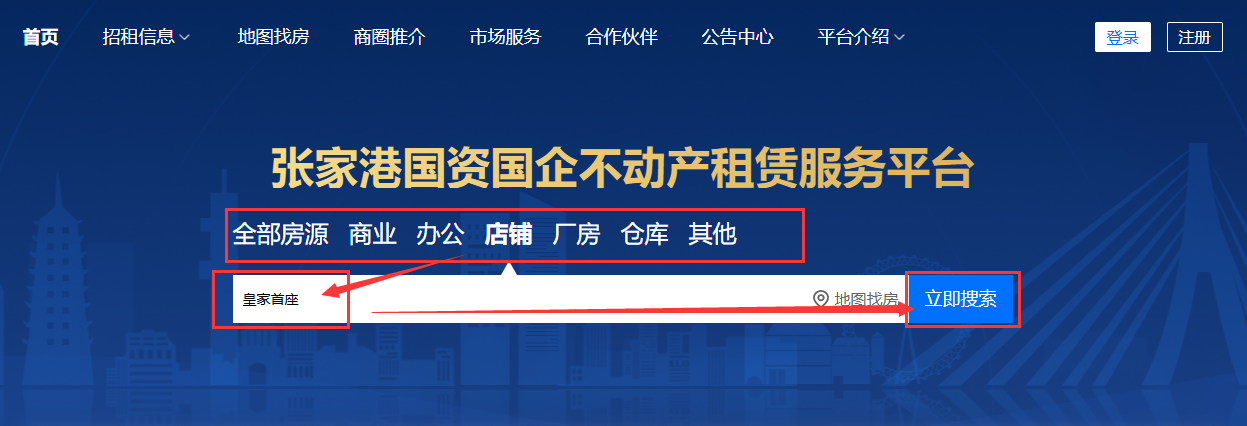 首页 招租信息 地图找房 商圈推介 市场服务 合作伙伴 公告中心 平台介绍 登录 注册
张家港国资国企不动产租赁服务平台
全部房源 商业 办公 店铺 厂房 仓库 其他
皇家首座 地图找房 立即搜索